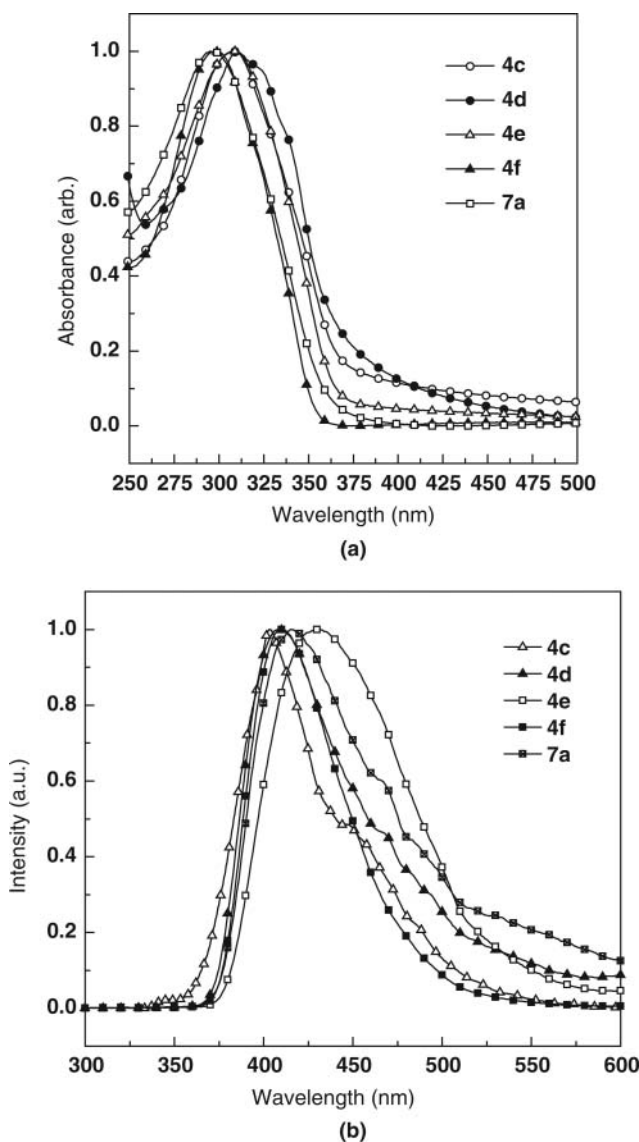 1.0
0.8
0.6
0.4
0.2
0.0
Absorbance (arb.)
4c
4d
4e
4f
7a
250 275 300 325 350 375 400 425 450 475 500
Wavelength (nm)
(a)
1.0
0.8
0.6
0.4
0.2
0.0
Intensity (a.u.)
4c
4d
4e
4f
7a
300 350 400 450 500 550 600
Wavelength (nm)
(b)